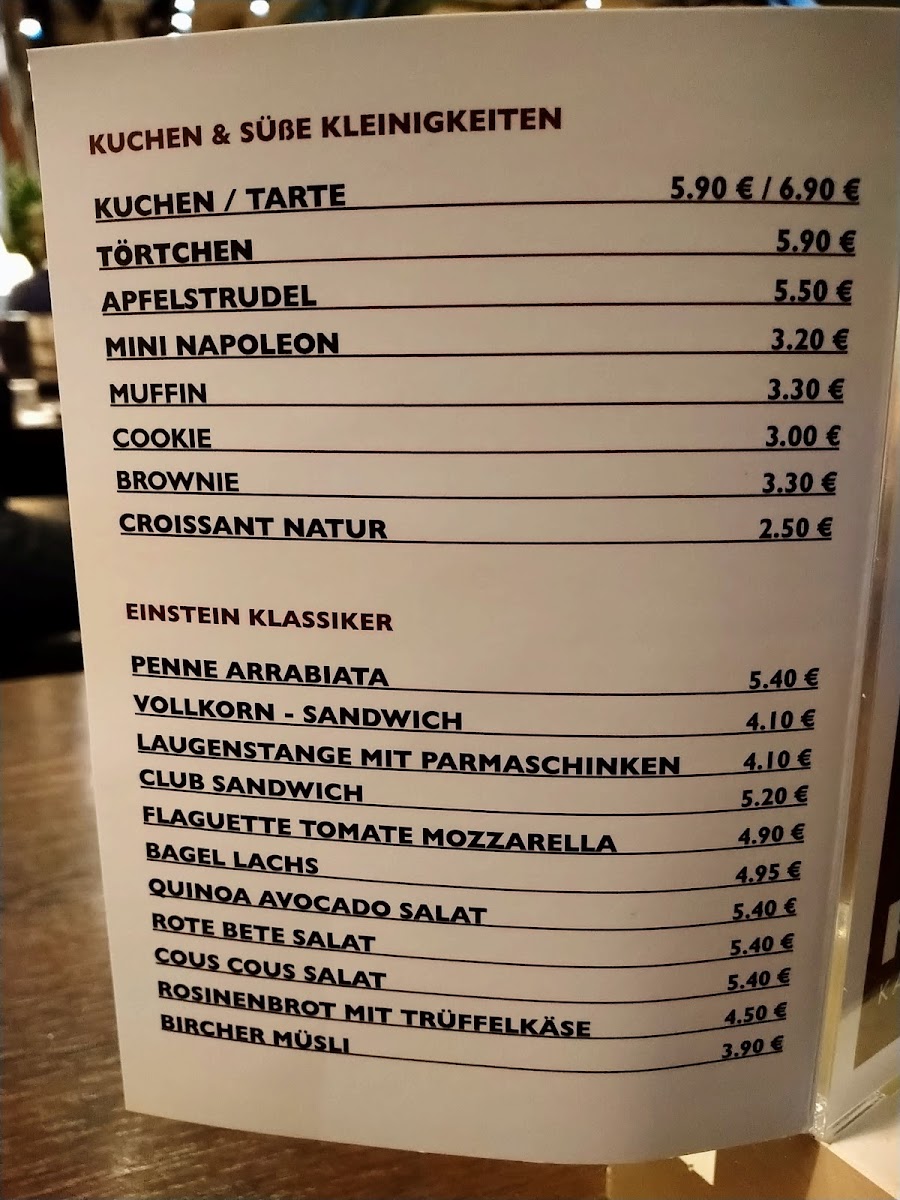 KUCHEN & SÜßE KLEINIGKEITEN
KUCHEN / TARTE 5.90 € / 6.90 €
TÖRTCHEN 5.90 €
APFELSTRUDEL 5.50 €
MINI NAPOLEON 3.20 €
MUFFIN 3.30 €
COOKIE 3.00 €
BROWNIE 3.30 €
CROISSANT NATUR 2.50 €
EINSTEIN KLASSIKER
PENNE ARRABIATA 5.40 €
VOLLKORN - SANDWICH 4.10 €
LAUGENSTANGE MIT PARMASCHINKEN 4.10 €
CLUB SANDWICH 5.20 €
FLAGUETTE TOMATE MOZZARELLA 4.90 €
BAGEL LACHS 4.95 €
QUINOA AVOCADO SALAT 5.40 €
ROTE BETE SALAT 5.40 €
COUS COUS SALAT 5.40 €
ROSINENBROT MIT TRÜFFELKÄSE 4.50 €
BIRCHER MÜSLI 3.90 €